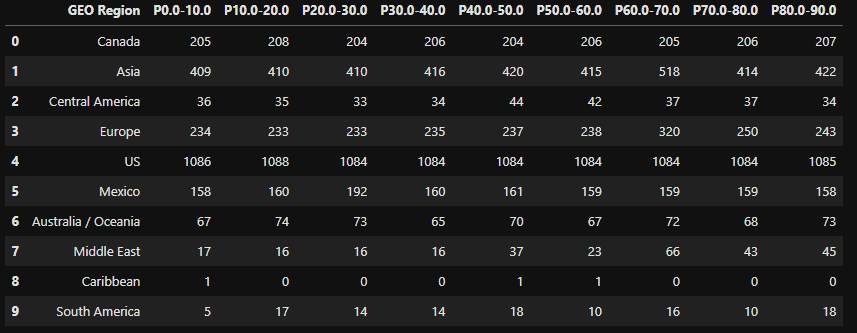 GEO Region P0.0-10.0 P10.0-20.0 P20.0-30.0 P30.0-40.0 P40.0-50.0 P50.0-60.0 P60.0-70.0 P70.0-80.0 P80.0-90.0
0 Canada 205 208 204 206 204 206 205 206 207
1 Asia 409 410 410 416 420 415 518 414 422
2 Central America 36 35 33 34 44 42 37 37 34
3 Europe 234 233 233 235 237 238 320 250 243
4 US 1086 1088 1084 1084 1084 1084 1084 1084 1085
5 Mexico 158 160 192 160 161 159 159 159 158
6 Australia / Oceania 67 74 73 65 70 67 72 68 73
7 Middle East 17 16 16 16 37 23 66 43 45
8 Caribbean 1 0 0 0 1 1 0 0 0
9 South America 5 17 14 14 18 10 16 10 18